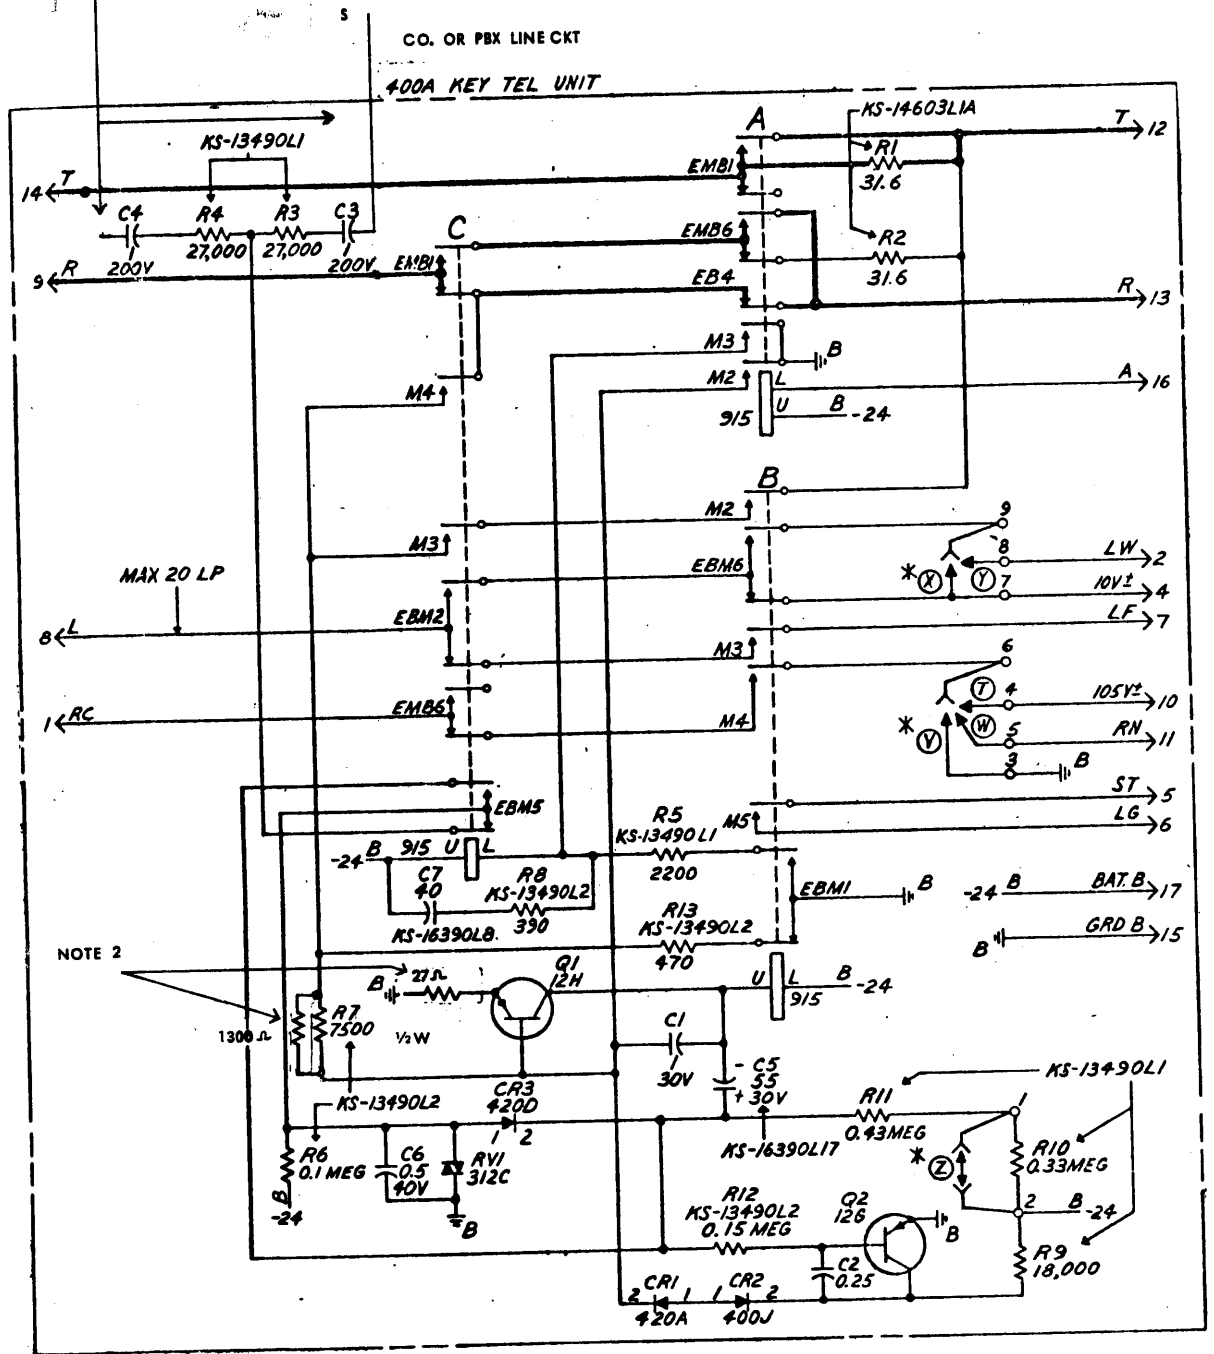 S
CO. OR PBX LINE CKT
400A KEY TEL UNIT
KS-13490L1
KS-14603L1A
A
T 12
EMB1
R1
31.6
14 T
C4
1
200V
R4
27,000
R3
27,000
C3
1
200V
C
EMB6
R2
31.6
9 R
EMB1
EB4
R 13
M3
B
M4
M2
L
A 16
915
U
B -24
B
M2
9
M3
8
LW 2
MAX 20 LP
EBM6
* X
Y
7
10V± 4
8 L
EBM2
LF 7
M3
6
T
4
105V± 10
1 RC
EMB6
M4
* V
W
5
RN 11
3
B
EBM5
ST 5
M5
LG 6
R5
KS-13490L1
2200
-24 B 915 U L
C7
40
KS-16390L8.
R8
KS-13490L2
390
EBM1
B
-24 B
BAT. B 17
R13
KS-13490L2
470
B
GRD B 15
NOTE 2
B
27Ω
Q1
12H
U L
915
B -24
1300Ω
R7
7500
1/2W
C1
1
30V
- C5
55
+ 30V
KS-13490L1
KS-13490L2
CR3
420D
1 2
R11
0.43MEG
1
KS-16390L17
R6
0.1 MEG
B
-24
C6
0.5
40V
RV1
312C
B
* Z
R10
0.33MEG
R12
KS-13490L2
0.15 MEG
Q2
12G
B
2 B -24
R9
18,000
C2
0.25
2 CR1 1
420A
1 CR2 2
400J